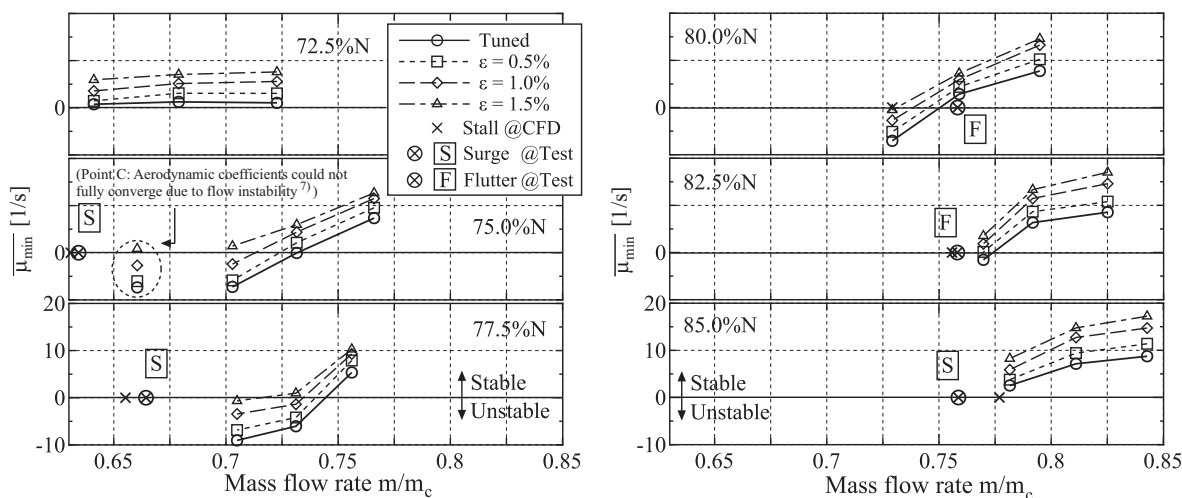 72.5%N
Tuned
ε = 0.5%
ε = 1.0%
ε = 1.5%
Stall @CFD
S Surge @Test
F Flutter @Test
0
(Point C: Aerodynamic coefficients could not
fully converge due to flow instability 7))
S
75.0%N
0
μmin [1/s]
20
77.5%N
10
S
0
Stable
Unstable
-10
0.65 0.7 0.75 0.8 0.85
Mass flow rate m/mc
80.0%N
0
F
82.5%N
F
0
μmin [1/s]
20
85.0%N
10
S
0
Stable
Unstable
-10
0.65 0.7 0.75 0.8 0.85
Mass flow rate m/mc